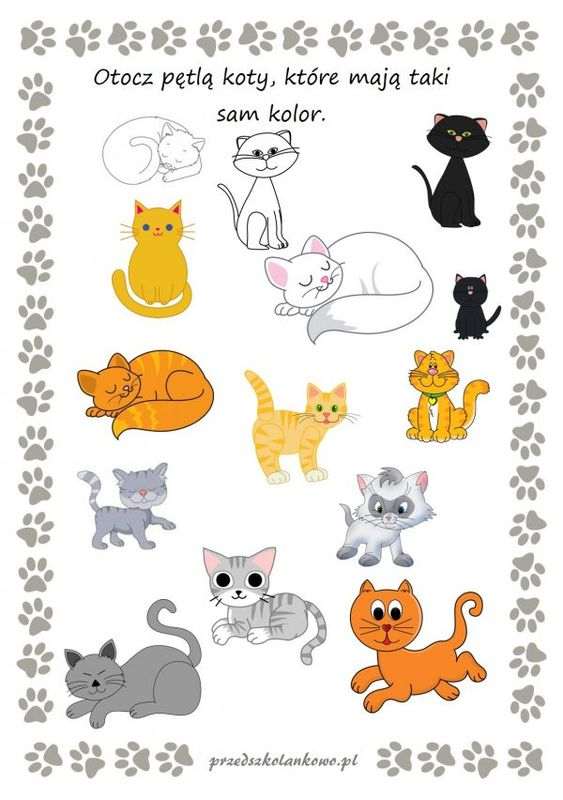 Otocz pętlą koty, które mają taki
sam kolor.
przedszkolankowo.pl